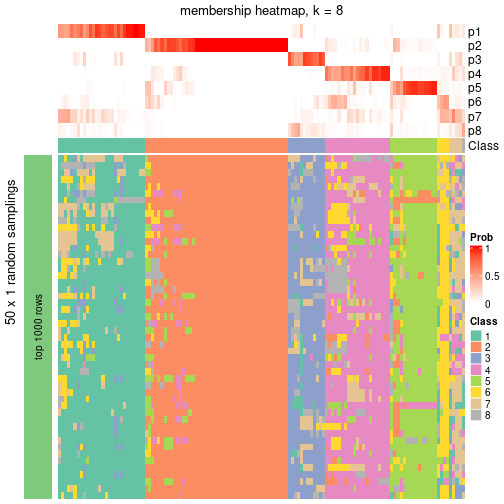 membership heatmap, k = 8
p1
p2
p3
p4
p5
p6
p7
p8
Class
50 x 1 random samplings
top 1000 rows
Prob
1
0.5
0
Class
1
2
3
4
5
6
7
8